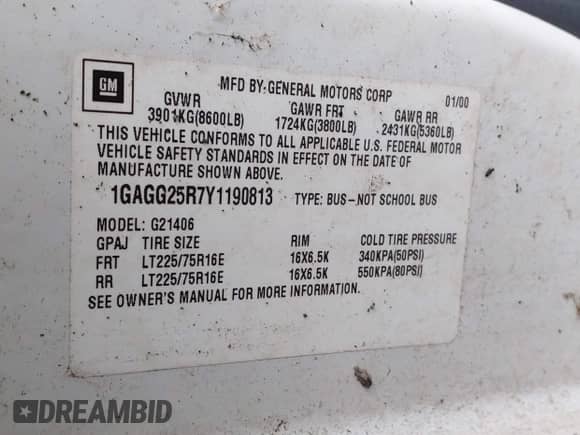 GM
MFD BY: GENERAL MOTORS CORP 01/00
GVWR GAWR FRT GAWR RR
3901KG(8600LB) 1724KG(3800LB) 2431KG(5360LB)
THIS VEHICLE CONFORMS TO ALL APPLICABLE U.S. FEDERAL MOTOR
VEHICLE SAFETY STANDARDS IN EFFECT ON THE DATE OF
MANUFACTURE SHOWN ABOVE.
1GAGG25R7Y1190813 TYPE: BUS-NOT SCHOOL BUS
MODEL: G21406
GPAJ TIRE SIZE RIM COLD TIRE PRESSURE
FRT LT225/75R16E 16X6.5K 340KPA(50PSI)
RR LT225/75R16E 16X6.5K 550KPA(80PSI)
SEE OWNER'S MANUAL FOR MORE INFORMATION.
DREAMBID